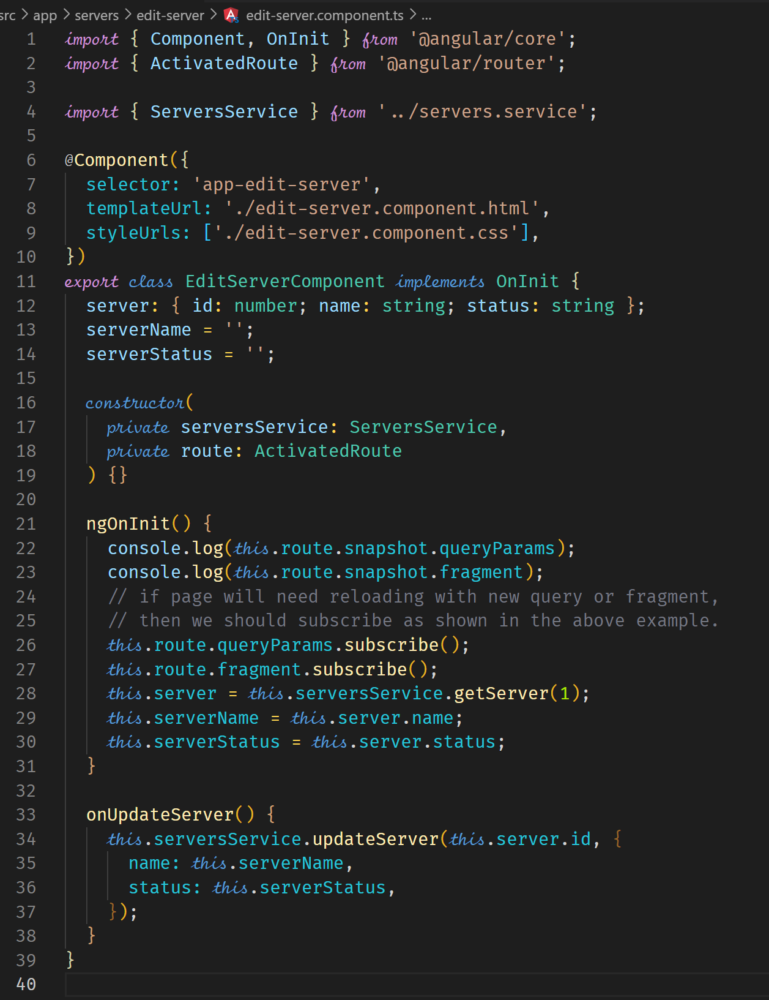 src > app > servers > edit-server > edit-server.component.ts > ...
1 import { Component, OnInit } from '@angular/core';
2 import { ActivatedRoute } from '@angular/router';
3
4 import { ServersService } from '../servers.service';
5
6 @Component({
7   selector: 'app-edit-server',
8   templateUrl: './edit-server.component.html',
9   styleUrls: ['./edit-server.component.css'],
10 })
11 export class EditServerComponent implements OnInit {
12   server: { id: number; name: string; status: string };
13   serverName = '';
14   serverStatus = '';
15
16   constructor(
17     private serversService: ServersService,
18     private route: ActivatedRoute
19   ) {}
20
21   ngOnInit() {
22     console.log(this.route.snapshot.queryParams);
23     console.log(this.route.snapshot.fragment);
24     // if page will need reloading with new query or fragment,
25     // then we should subscribe as shown in the above example.
26     this.route.queryParams.subscribe();
27     this.route.fragment.subscribe();
28     this.server = this.serversService.getServer(1);
29     this.serverName = this.server.name;
30     this.serverStatus = this.server.status;
31   }
32
33   onUpdateServer() {
34     this.serversService.updateServer(this.server.id, {
35       name: this.serverName,
36       status: this.serverStatus,
37     });
38   }
39 }
40